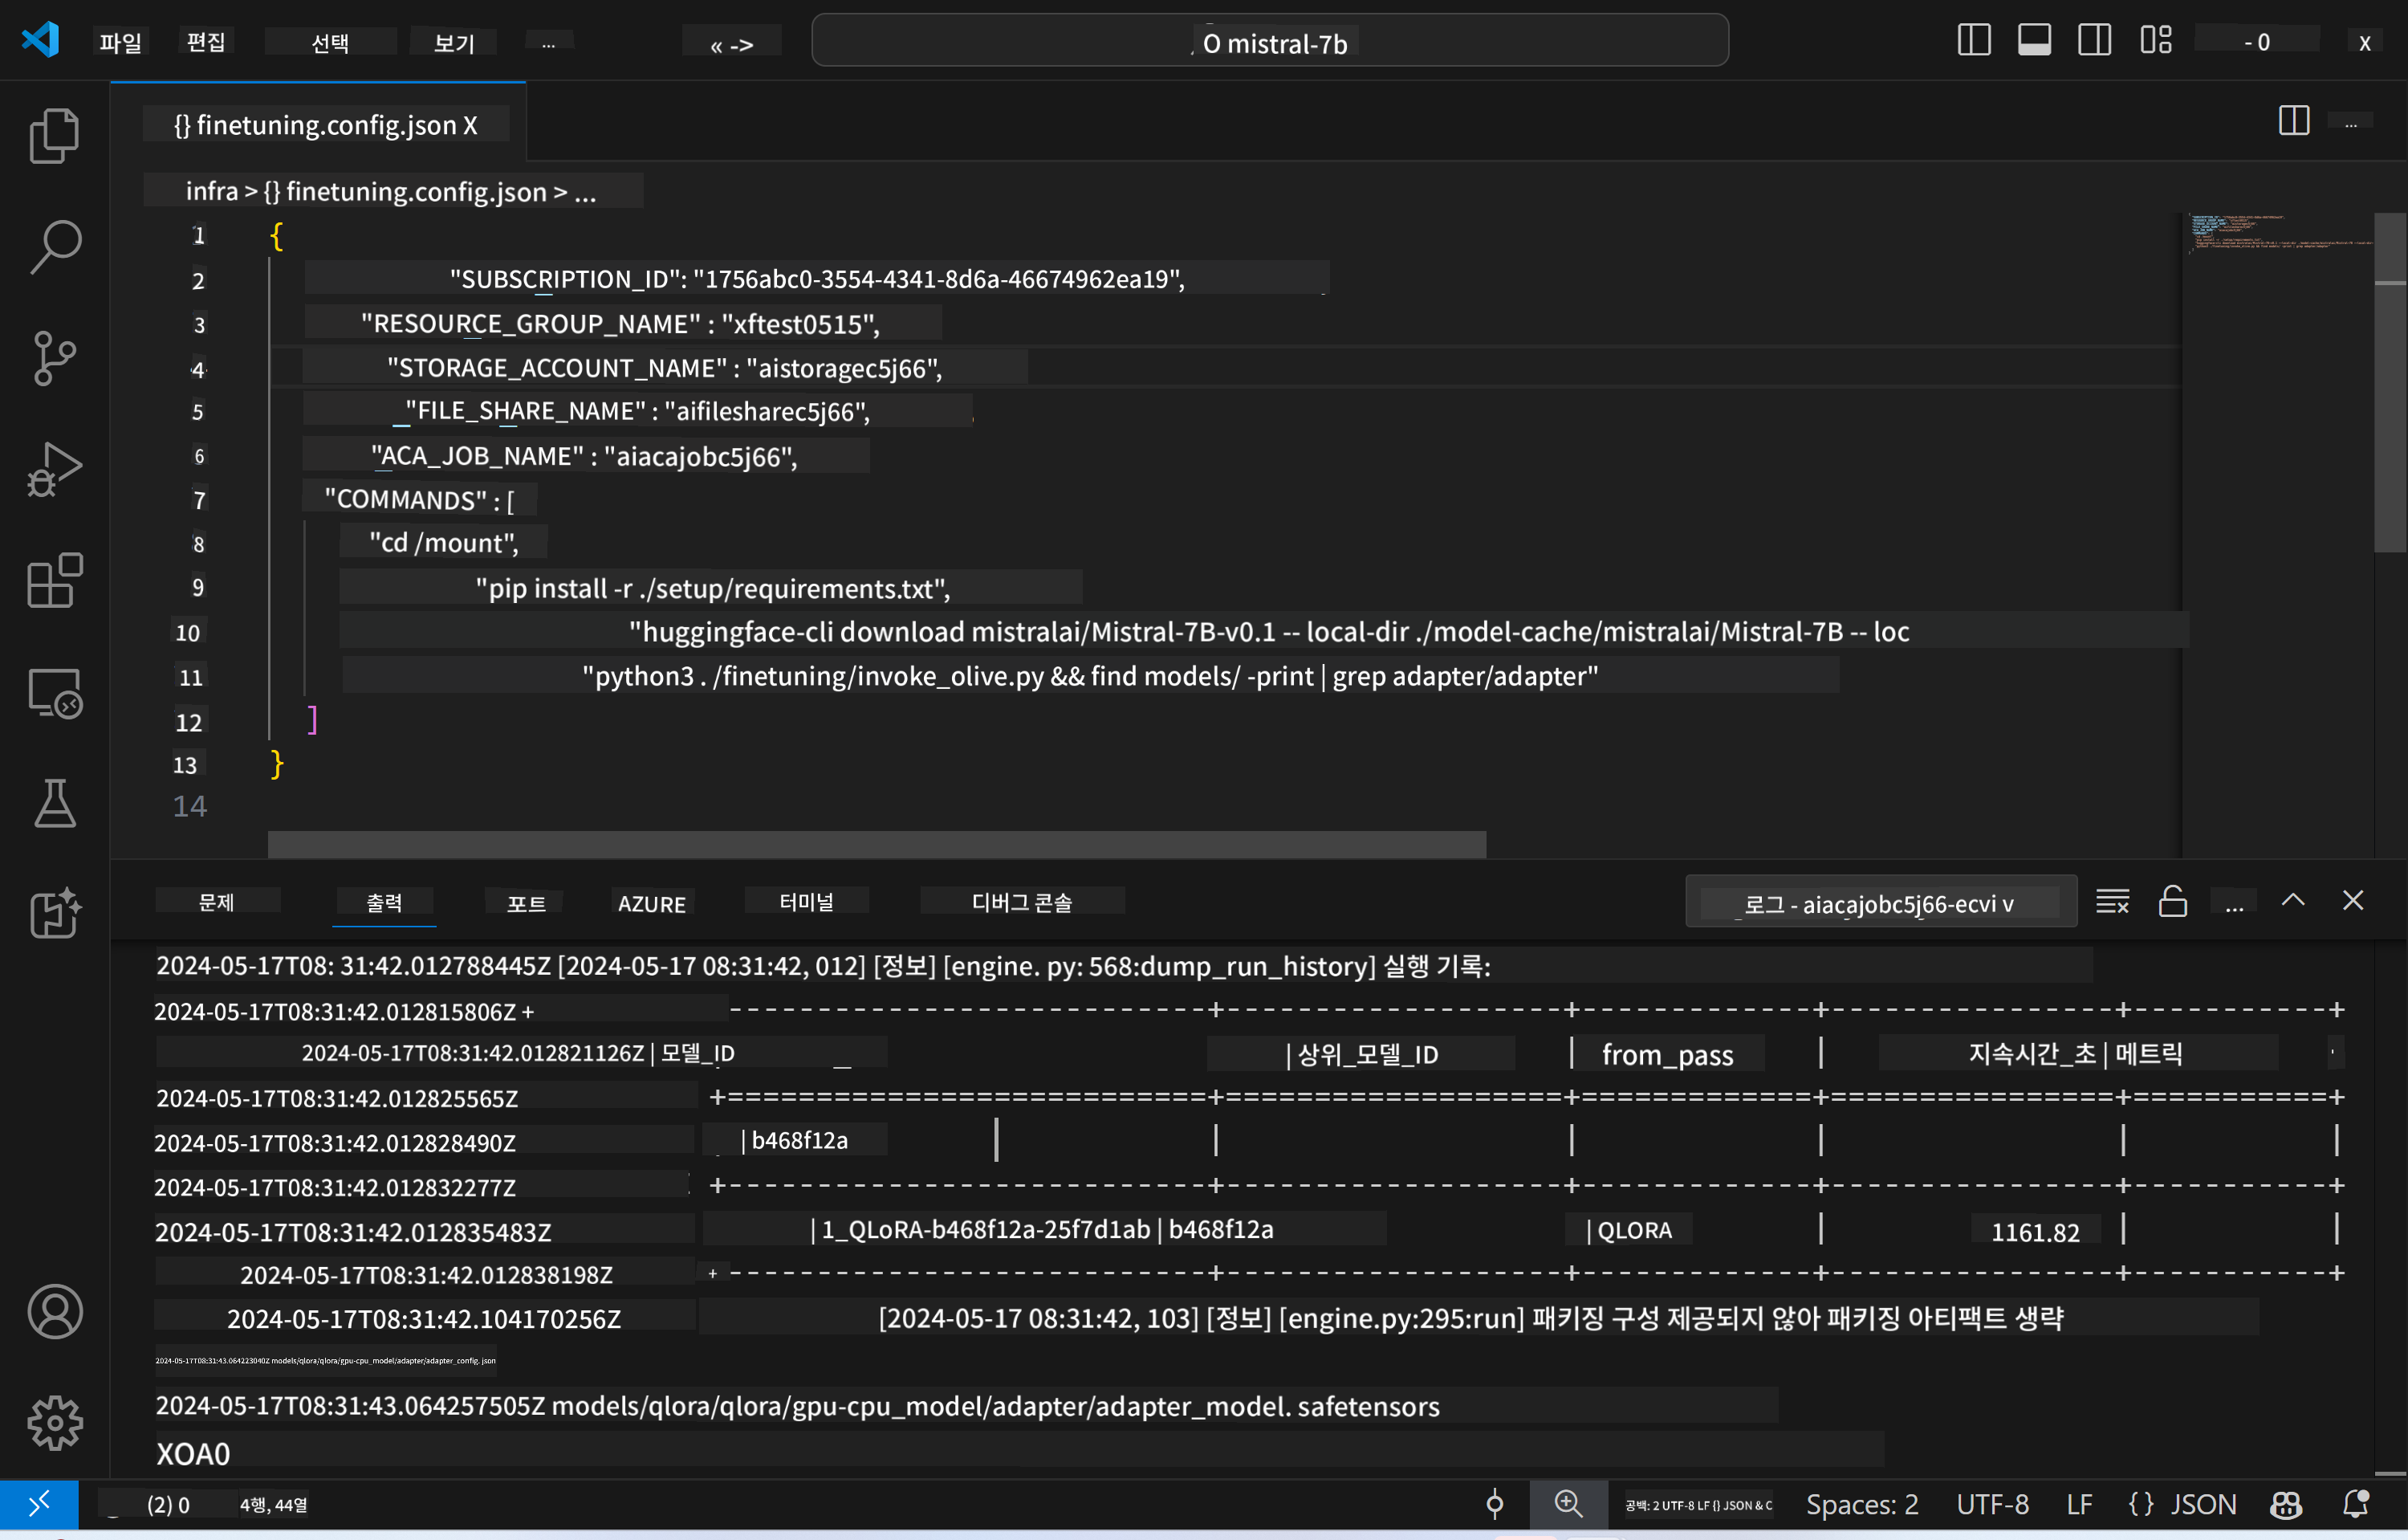 파일 편집 선택 보기 ... « -> O mistral-7b - 0 x
{} finetuning.config.json X ...
infra > {} finetuning.config.json > ...
1 {
2 "SUBSCRIPTION_ID": "1756abc0-3554-4341-8d6a-46674962ea19",
3 "RESOURCE_GROUP_NAME" : "xftest0515",
4 "STORAGE_ACCOUNT_NAME" : "aistoragec5j66",
5 "FILE_SHARE_NAME" : "aifilesharec5j66",
6 "ACA_JOB_NAME" : "aiacajobc5j66",
7 "COMMANDS" : [
8 "cd /mount",
9 "pip install -r ./setup/requirements.txt",
10 "huggingface-cli download mistralai/Mistral-7B-v0.1 -- local-dir ./model-cache/mistralai/Mistral-7B -- loc
11 "python3 . /finetuning/invoke_olive.py && find models/ -print | grep adapter/adapter"
12 ]
13 }
14
문제 출력 포트 AZURE 터미널 디버그 콘솔 로그 - aiacajobc5j66-ecvi v ...
2024-05-17T08: 31:42.012788445Z [2024-05-17 08:31:42, 012] [정보] [engine. py: 568:dump_run_history] 실행 기록:
2024-05-17T08:31:42.012815806Z + ---------------------------+-------------------+-------------+----------------+-----------+
2024-05-17T08:31:42.012821126Z | 모델_ID | 상위_모델_ID | from_pass | 지속시간_초 | 메트릭
2024-05-17T08:31:42.012825565Z +===========================+===================+=============+================+===========+
2024-05-17T08:31:42.012828490Z | b468f12a | | | | | |
2024-05-17T08:31:42.012832277Z +---------------------------+-------------------+-------------+----------------+-----------+
2024-05-17T08:31:42.012835483Z | 1_QLoRA-b468f12a-25f7d1ab | b468f12a | QLORA | 1161.82 | |
2024-05-17T08:31:42.012838198Z + ---------------------------+-------------------+-------------+----------------+-----------+
2024-05-17T08:31:42.104170256Z [2024-05-17 08:31:42, 103] [정보] [engine.py:295:run] 패키징 구성 제공되지 않아 패키징 아티팩트 생략
2024-05-17T08:31:43.064223040Z models/qlora/qlora/gpu-cpu_model/adapter/adapter_config. json
2024-05-17T08:31:43.064257505Z models/qlora/qlora/gpu-cpu_model/adapter/adapter_model. safetensors
XOA0
(2) 0 4행, 44열 공백: 2 UTF-8 LF {} JSON & C Spaces: 2 UTF-8 LF {} JSON